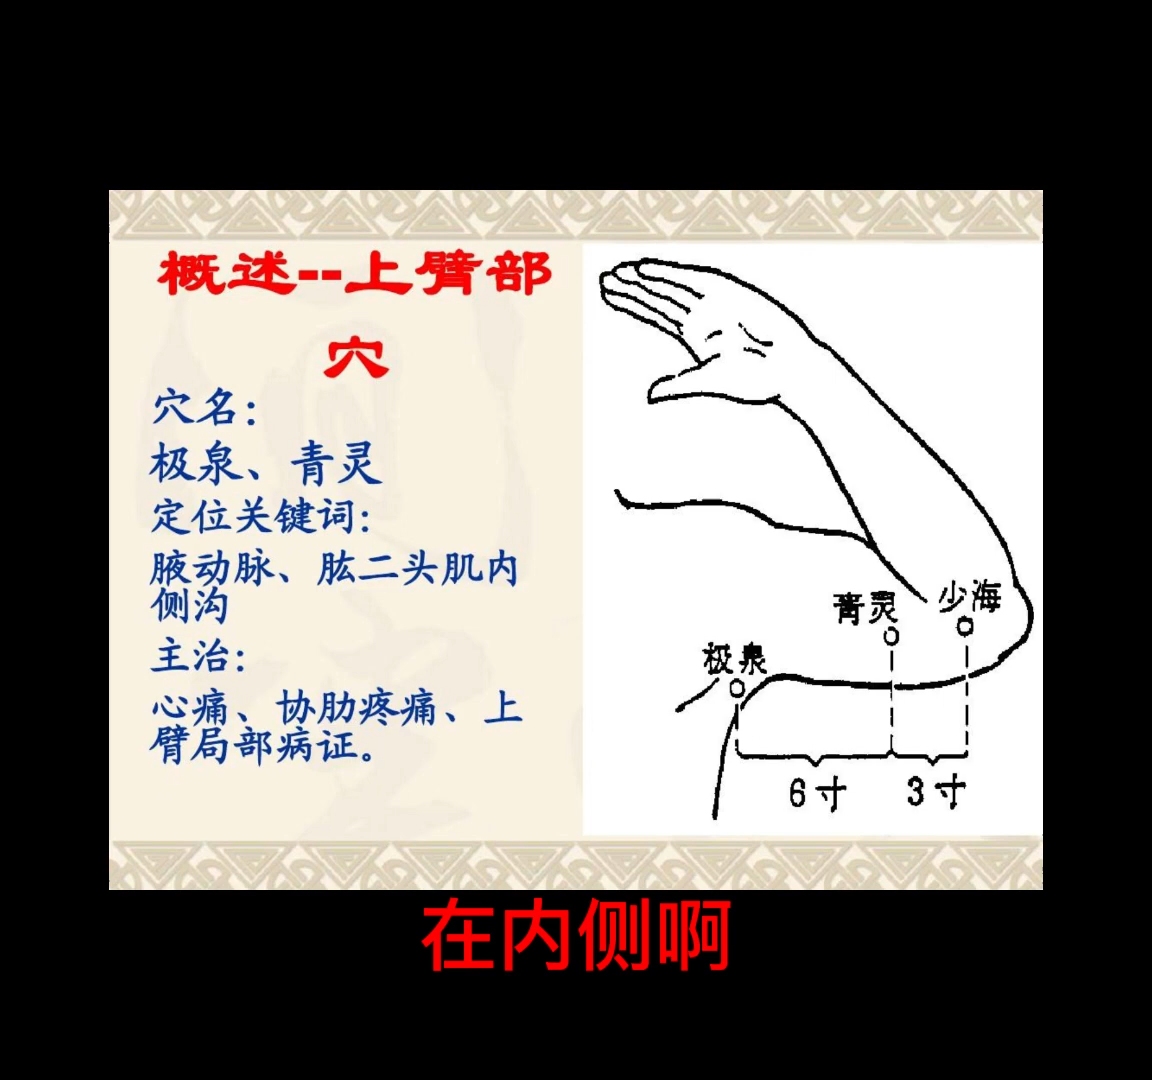 概述--上臂部
穴
穴名：
极泉、青灵
定位关键词：
腋动脉、肱二头肌内
侧沟
主治：
心痛、协肋疼痛、上
臂局部病证。
青灵
少海
极泉
6寸
3寸
在内侧啊